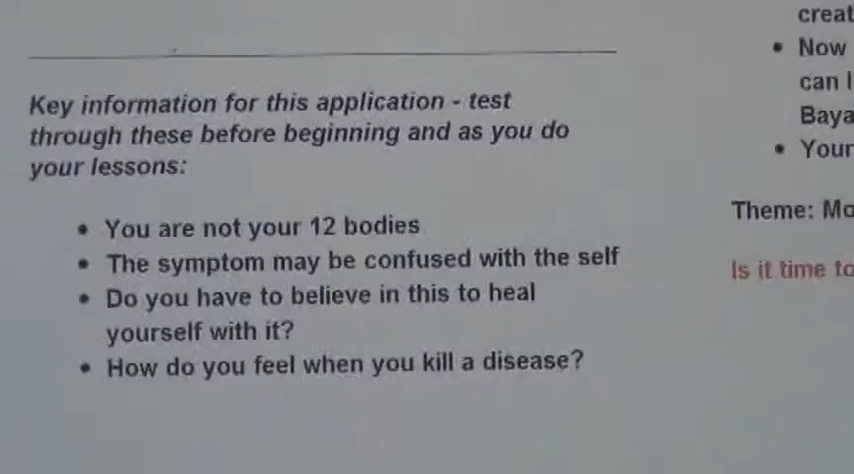 Key information for this application - test
through these before beginning and as you do
your lessons:
• You are not your 12 bodies
• The symptom may be confused with the self
• Do you have to believe in this to heal
yourself with it?
• How do you feel when you kill a disease?
creat
• Now
can I
Baya
• Your
Theme: Mo
Is it time to